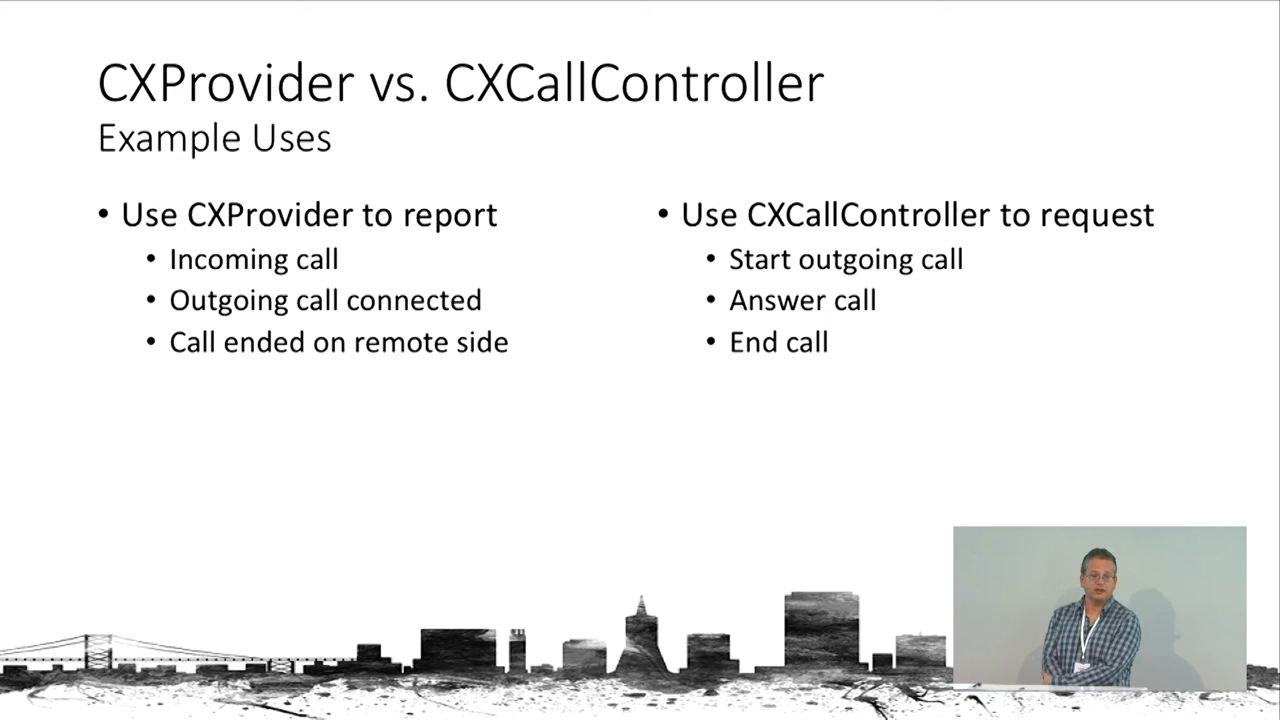 CXProvider vs. CXCallController
Example Uses
• Use CXProvider to report
• Incoming call
• Outgoing call connected
• Call ended on remote side
• Use CXCallController to request
• Start outgoing call
• Answer call
• End call